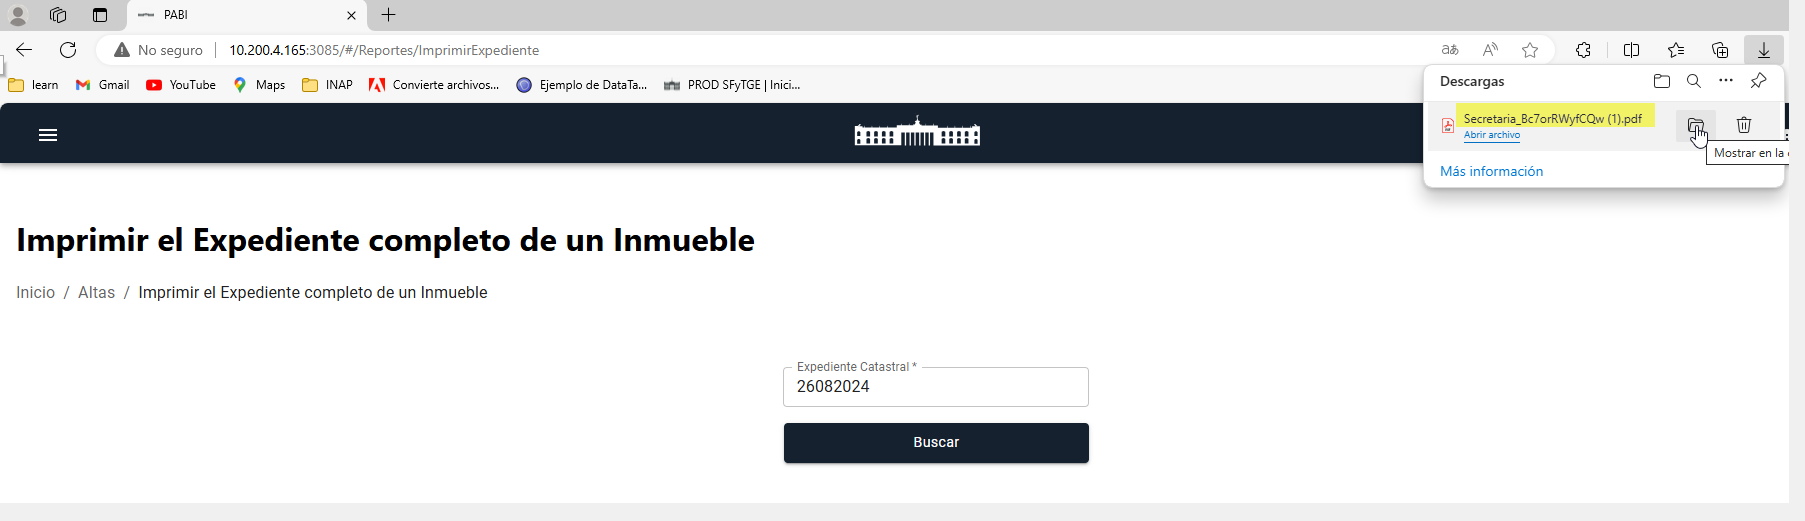 PABI
No seguro
10.200.4.165:3085/#/Reportes/ImprimirExpediente
learn
Gmail
YouTube
Maps
INAP
Convierte archivos...
Ejemplo de DataTa...
PROD SFyTGE | Inici...
Descargas
Secretaria_Bc7orRWyfCQw (1).pdf
Abrir archivo
Mostrar en la
Más información
Imprimir el Expediente completo de un Inmueble
Inicio / Altas / Imprimir el Expediente completo de un Inmueble
Expediente Catastral *
26082024
Buscar